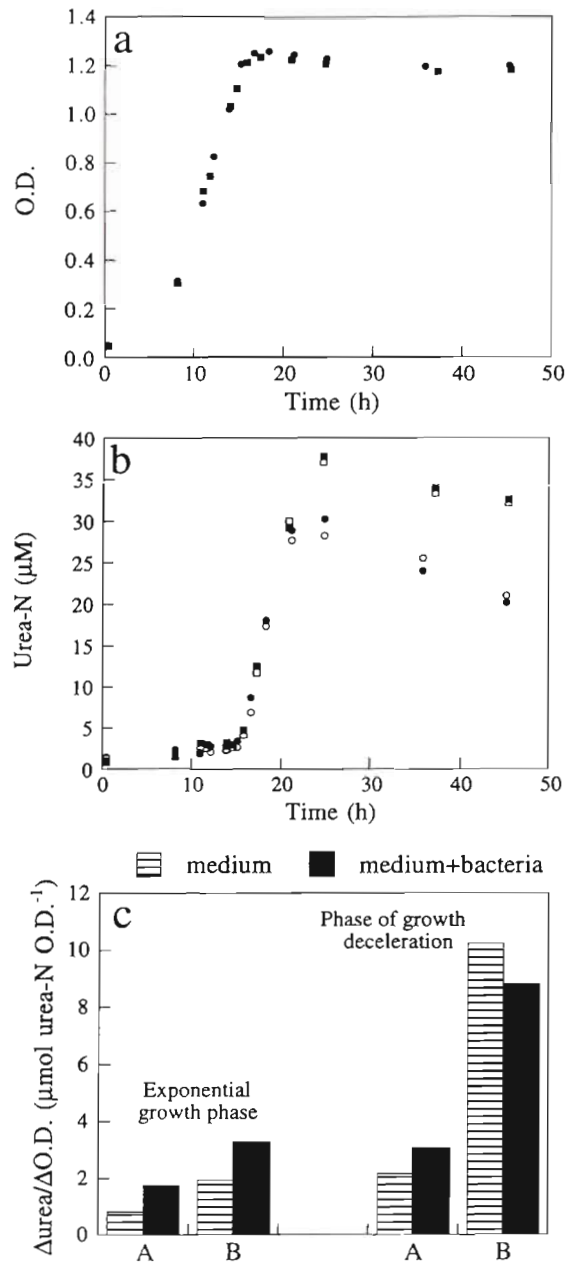 a
1.4
1.2
1.0
0.8
0.6
0.4
0.2
0.0
O.D.
0 10 20 30 40 50
Time (h)
b
40
35
30
25
20
15
10
5
0
Urea-N (μM)
0 10 20 30 40 50
Time (h)
medium medium+bacteria
c
12
10
8
6
4
2
0
Δurea/ΔO.D. (μmol urea-N O.D.⁻¹)
Phase of growth
deceleration
Exponential
growth phase
A B A B